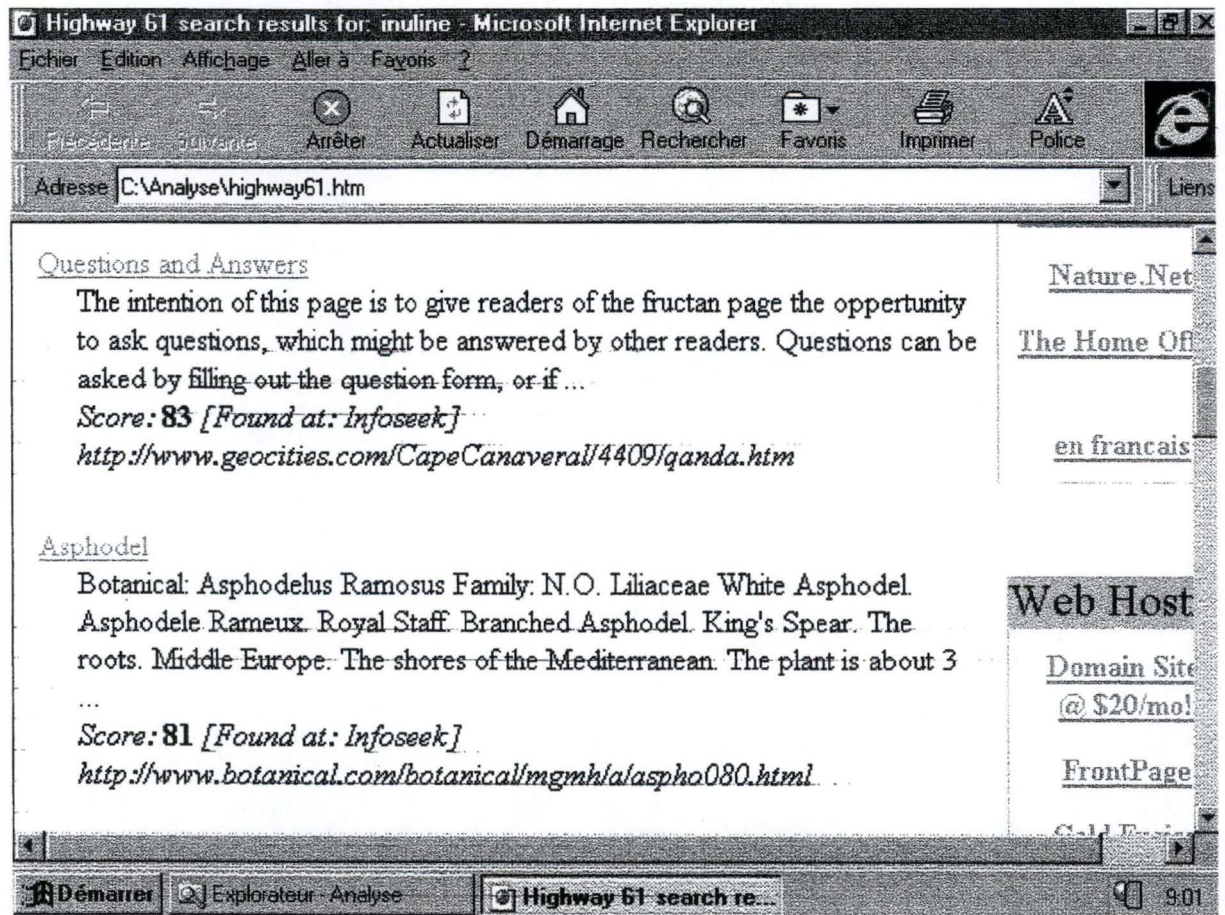 Highway 61 search results for: inuline - Microsoft Internet Explorer
Fichier Edition Affichage Aller à Favoris ?
Précédente Suivante Arrêter Actualiser Démarrage Rechercher Favoris Imprimer Police
Adresse C:\Analyse\highway61.htm Liens
Questions and Answers
The intention of this page is to give readers of the fructan page the oppertunity
to ask questions, which might be answered by other readers. Questions can be
asked by filling out the question form, or if ...
Score: 83 [Found at: Infoseek]
http://www.geocities.com/CapeCanaveral/4409/qanda.htm
Asphodel
Botanical: Asphodelus Ramosus Family: N.O. Liliaceae White Asphodel.
Asphodele Rameux. Royal Staff. Branched Asphodel. King's Spear. The
roots. Middle Europe. The shores of the Mediterranean. The plant is about 3
...
Score: 81 [Found at: Infoseek]
http://www.botanical.com/botanical/mgmh/a/aspho080.html
Nature.Net
The Home Off
en francais
Web Host
Domain Site
@ $20/mo!
FrontPage
Démarrer Explorateur - Analyse Highway 61 search re... 9:01